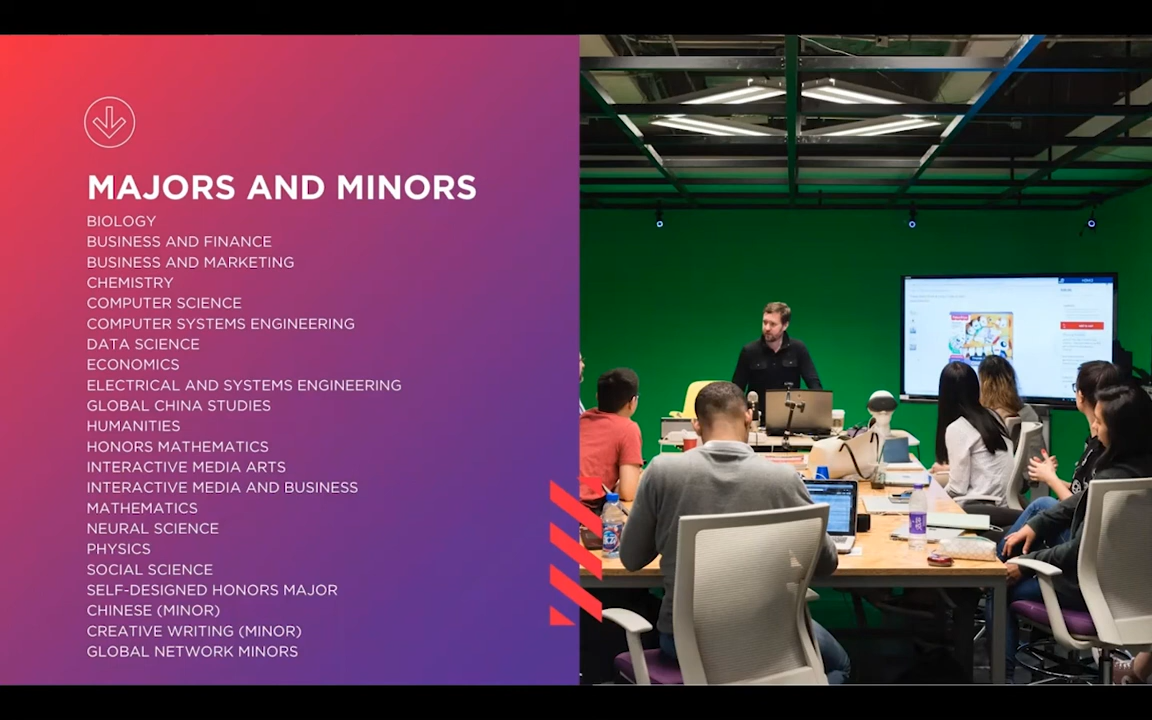 MAJORS AND MINORS
BIOLOGY
BUSINESS AND FINANCE
BUSINESS AND MARKETING
CHEMISTRY
COMPUTER SCIENCE
COMPUTER SYSTEMS ENGINEERING
DATA SCIENCE
ECONOMICS
ELECTRICAL AND SYSTEMS ENGINEERING
GLOBAL CHINA STUDIES
HUMANITIES
HONORS MATHEMATICS
INTERACTIVE MEDIA ARTS
INTERACTIVE MEDIA AND BUSINESS
MATHEMATICS
NEURAL SCIENCE
PHYSICS
SOCIAL SCIENCE
SELF-DESIGNED HONORS MAJOR
CHINESE (MINOR)
CREATIVE WRITING (MINOR)
GLOBAL NETWORK MINORS